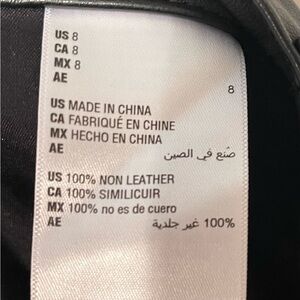 US 8
CA 8
MX 8
AE 8
US MADE IN CHINA
CA FABRIQUÉ EN CHINE
MX HECHO EN CHINA
AE صنع في الصين
US 100% NON LEATHER
CA 100% SIMILICUIR
MX 100% no es de cuero
AE 100% غير جلدية